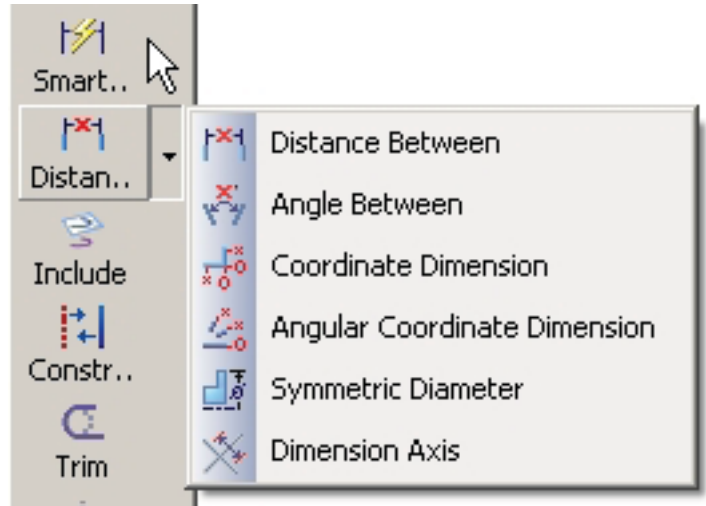 Smart..
Distan..
Include
Constr..
Trim
Distance Between
Angle Between
Coordinate Dimension
Angular Coordinate Dimension
Symmetric Diameter
Dimension Axis